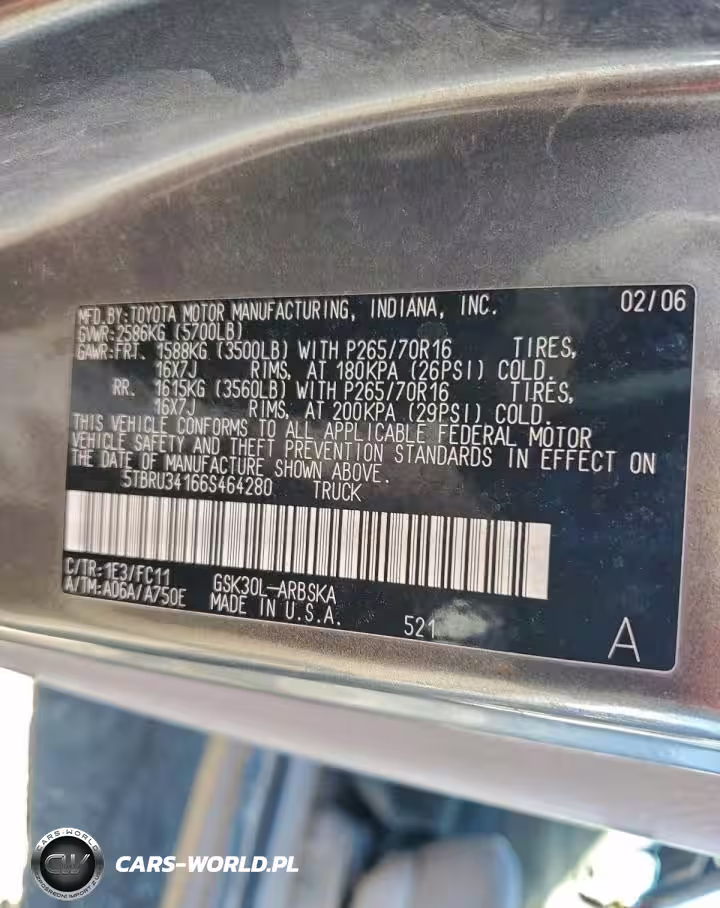 MFD.BY:TOYOTA MOTOR MANUFACTURING, INDIANA, INC. 02/06
GVWR:2586KG (5700LB)
GAWR:FRT. 1588KG (3500LB) WITH P265/70R16 TIRES,
16X7J RIMS, AT 180KPA (26PSI) COLD.
RR. 1615KG (3560LB) WITH P265/70R16 TIRES,
16X7J RIMS, AT 200KPA (29PSI) COLD.
THIS VEHICLE CONFORMS TO ALL APPLICABLE FEDERAL MOTOR
VEHICLE SAFETY AND THEFT PREVENTION STANDARDS IN EFFECT ON
THE DATE OF MANUFACTURE SHOWN ABOVE.
5TBRU34166S464280 TRUCK
C/TR:1E3/FC11 GSK30L-ARBSKA
A/TM:A06A/A750E MADE IN U.S.A. 521 A
CARS-WORLD
CW
CARS-WORLD.PL